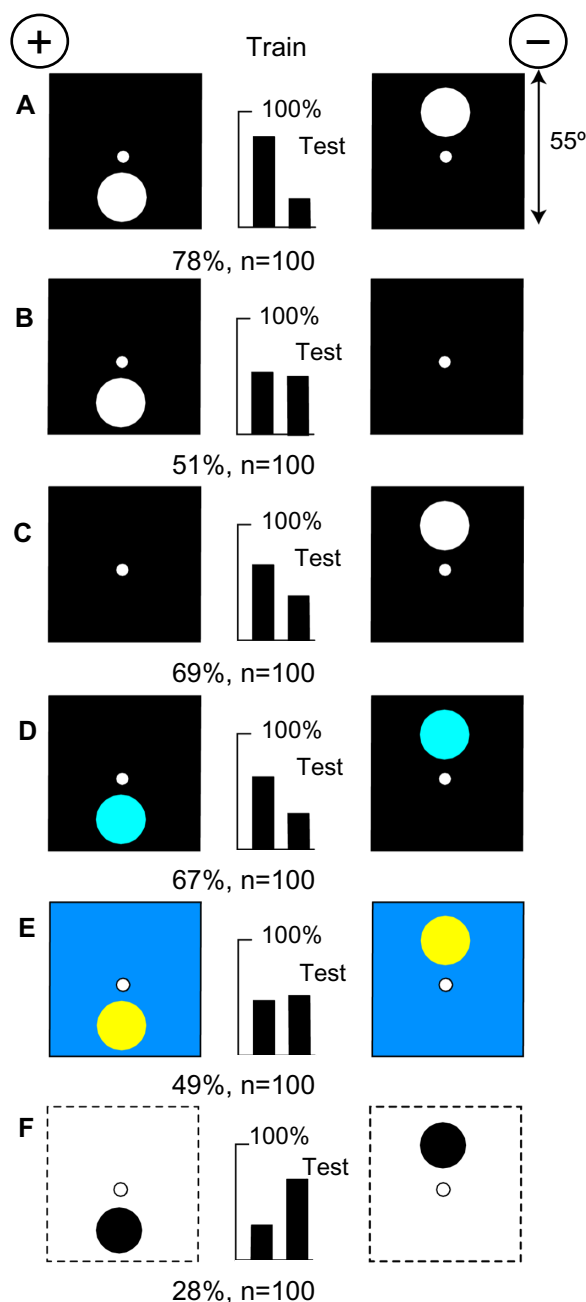 + Train −
A 100% Test 55º
78%, n=100
B 100% Test
51%, n=100
C 100% Test
69%, n=100
D 100% Test
67%, n=100
E 100% Test
49%, n=100
F 100% Test
28%, n=100